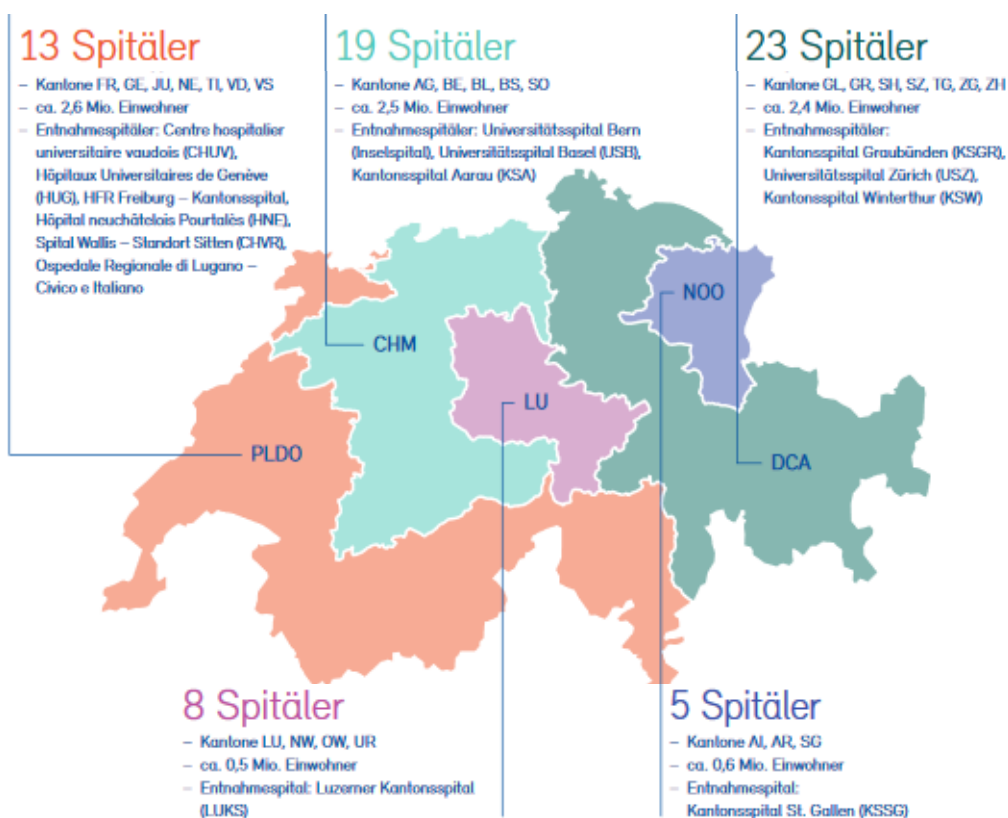 13 Spitäler
– Kantone FR, GE, JU, NE, TI, VD, VS
– ca. 2,6 Mio. Einwohner
– Entnahmespitäler: Centre hospitalier
universitaire vaudois (CHUV),
Hôpitaux Universitaires de Genève
(HUG), HFR Freiburg – Kantonsspital,
Hôpital neuchâtelois Pourtalès (HNE),
Spital Wallis – Standort Sitten (CHVR),
Ospedale Regionale di Lugano –
Civico e Italiano
19 Spitäler
– Kantone AG, BE, BL, BS, SO
– ca. 2,5 Mio. Einwohner
– Entnahmespitäler: Universitätsspital Bern
(Inselspital), Universitätsspital Basel (USB),
Kantonsspital Aarau (KSA)
23 Spitäler
– Kantone GL, GR, SH, SZ, TG, ZG, ZH
– ca. 2,4 Mio. Einwohner
– Entnahmespitäler:
Kantonsspital Graubünden (KSGR),
Universitätsspital Zürich (USZ),
Kantonsspital Winterthur (KSW)
NOO
CHM
LU
PLDO
DCA
8 Spitäler
– Kantone LU, NW, OW, UR
– ca. 0,5 Mio. Einwohner
– Entnahmespital: Luzerner Kantonsspital
(LUKS)
5 Spitäler
– Kantone AI, AR, SG
– ca. 0,6 Mio. Einwohner
– Entnahmespital:
Kantonsspital St. Gallen (KSSG)